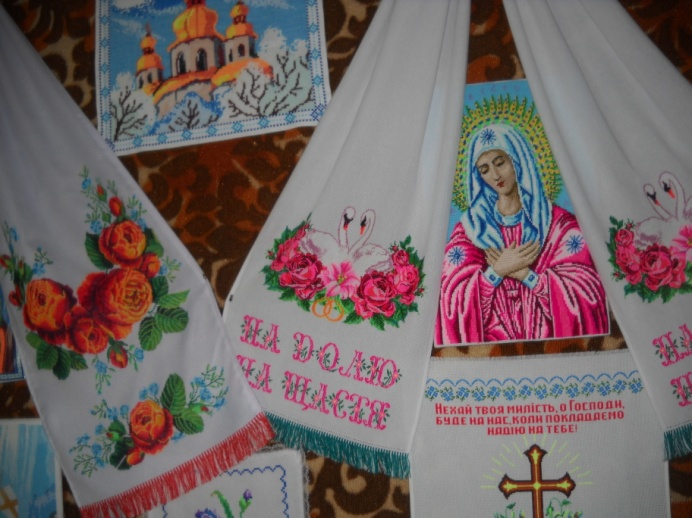 НА ДОЛЮ
НА ЩАСТЯ
НЕХАЙ ТВОЯ МИЛІСТЬ, О ГОСПОДИ,
БУДЕ НА НАС, КОЛИ ПОКЛАДАЄМО
НАДІЮ НА ТЕБЕ!